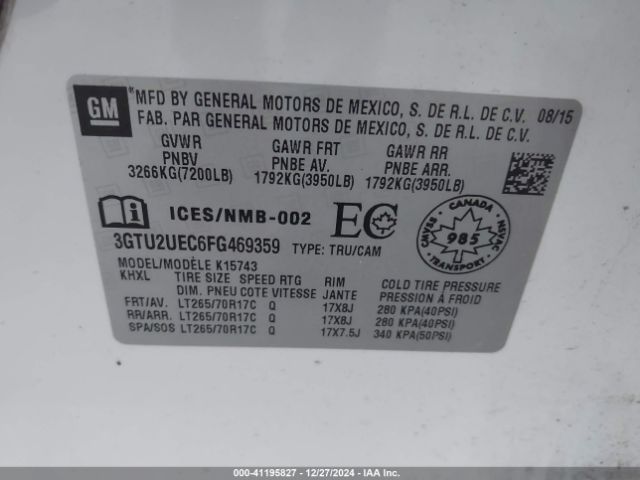 GM
*MFD BY GENERAL MOTORS DE MEXICO, S. DE R.L. DE C.V. 08/15
FAB. PAR GENERAL MOTORS DE MEXICO, S. DE R.L. DE C.V.
GVWR GAWR FRT GAWR RR
PNBV PNBE AV. PNBE ARR.
3266KG(7200LB) 1792KG(3950LB) 1792KG(3950LB)
ICES/NMB-002 EC
CANADA
CAVSS NSVAC
985
TRANSPORT
3GTU2UEC6FG469359 TYPE: TRU/CAM
MODEL/MODÈLE K15743
KHXL TIRE SIZE SPEED RTG RIM COLD TIRE PRESSURE
DIM. PNEU COTE VITESSE JANTE PRESSION À FROID
FRT/AV. LT265/70R17C Q 17X8J 280 KPA(40PSI)
RR/ARR. LT265/70R17C Q 17X8J 280 KPA(40PSI)
SPA/SOS LT265/70R17C Q 17X7.5J 340 KPA(50PSI)
000-41195827 - 12/27/2024 - IAA Inc.